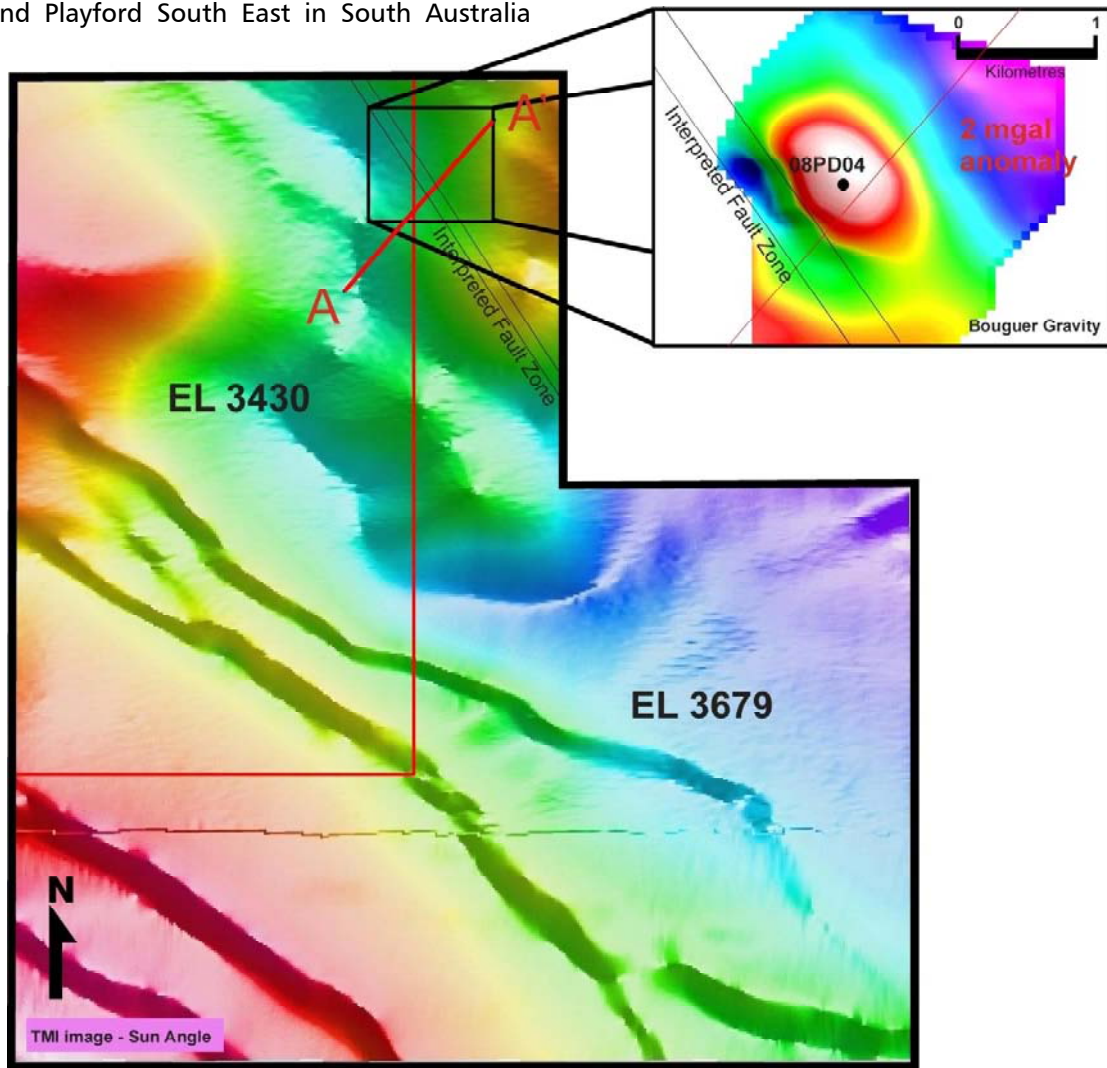 nd Playford South East in South Australia
0 1
Kilometres
2 mgal
anomaly
08PD04
Interpreted Fault Zone
Bouguer Gravity
A'
A
Interpreted Fault Zone
EL 3430
EL 3679
N
TMI image - Sun Angle